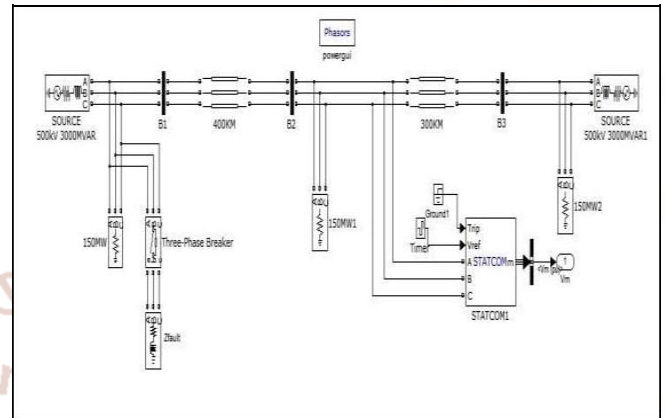 Phasors
powergui
A
B
C
SOURCE
500kV 3000MVAR
B1
400KM
B2
300KM
B3
A
B
C
SOURCE
500kV 3000MVAR1
150MW
Three-Phase Breaker
Zfault
150MW1
150MW2
Ground1
Timer
Trip
Vref
A STATCOM m
B
C
STATCOM1
<Vm (pu)>
1
Vm